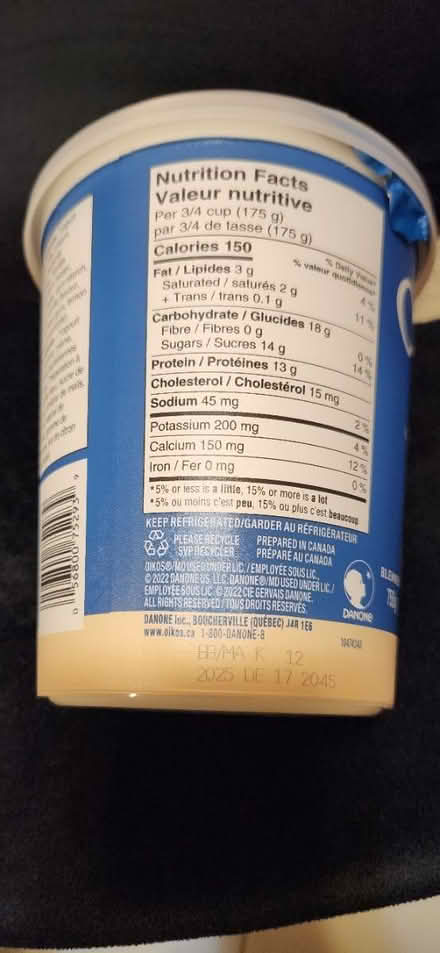 Nutrition Facts
Valeur nutritive
Per 3/4 cup (175 g)
par 3/4 de tasse (175 g)
Calories 150
% Daily Value*
% valeur quotidienne*
Fat / Lipides 3 g 4 %
Saturated / saturés 2 g
+ Trans / trans 0.1 g 11 %
Carbohydrate / Glucides 18 g
Fibre / Fibres 0 g 0 %
Sugars / Sucres 14 g 14 %
Protein / Protéines 13 g
Cholesterol / Cholestérol 15 mg
Sodium 45 mg 2 %
Potassium 200 mg 4 %
Calcium 150 mg 12 %
Iron / Fer 0 mg 0 %
*5% or less is a little, 15% or more is a lot
*5% ou moins c'est peu, 15% ou plus c'est beaucoup
KEEP REFRIGERATED/GARDER AU RÉFRIGÉRATEUR
PLEASE RECYCLE
SVP RECYCLER
PREPARED IN CANADA
PRÉPARÉ AU CANADA
OIKOS®/MD USED UNDER LIC. / EMPLOYÉE SOUS LIC.,
© 2022 DANONE US, LLC. DANONE®/MD USED UNDER LIC./
EMPLOYÉE SOUS LIC © 2022 CIE GERVAIS DANONE.
ALL RIGHTS RESERVED / TOUS DROITS RÉSERVÉS.
DANONE Inc., BOUCHERVILLE (QUÉBEC) J4R 1E6
www.oikos.ca 1-800-DANONE-8
DANONE
BB/MA K 12
2025 DE 17 2045
0 56800 75293 9